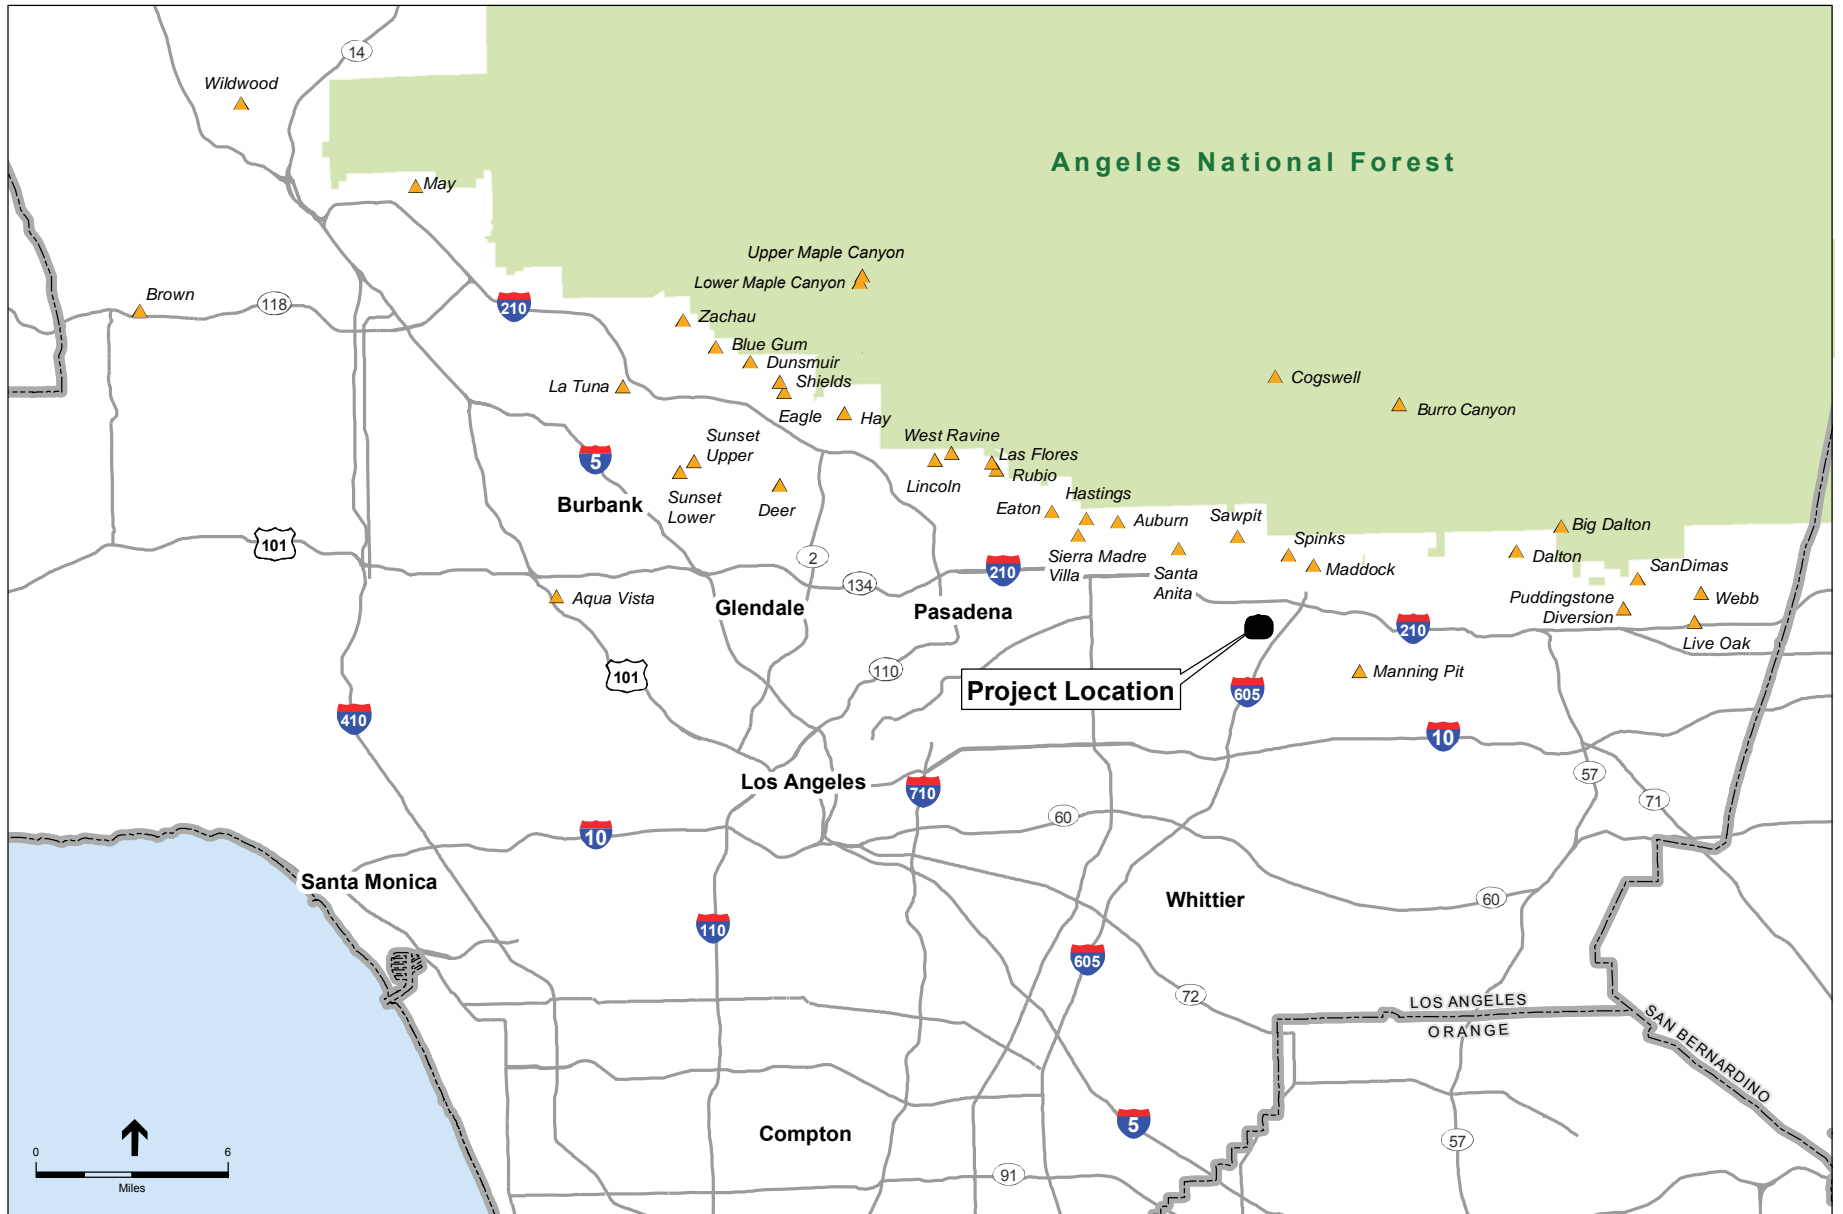 14
Wildwood
Angeles National Forest
May
Upper Maple Canyon
Lower Maple Canyon
Brown
118
210
Zachau
Blue Gum
Dunsmuir
Shields
La Tuna
Eagle
Hay
Cogswell
Burro Canyon
Sunset
Upper
West Ravine
Las Flores
Rubio
5
Sunset
Lower
Deer
Lincoln
Burbank
Hastings
Eaton
Auburn
Sawpit
Big Dalton
101
2
Sierra Madre
Villa
Spinks
Dalton
210
134
Santa
Anita
Maddock
SanDimas
Aqua Vista
Glendale
Pasadena
Puddingstone
Diversion
Webb
210
Live Oak
101
110
Project Location
605
Manning Pit
410
10
Los Angeles
710
57
71
60
10
Santa Monica
Whittier
60
110
605
72
LOS ANGELES
ORANGE
SAN BERNARDINO
5
Compton
57
0
6
Miles
91